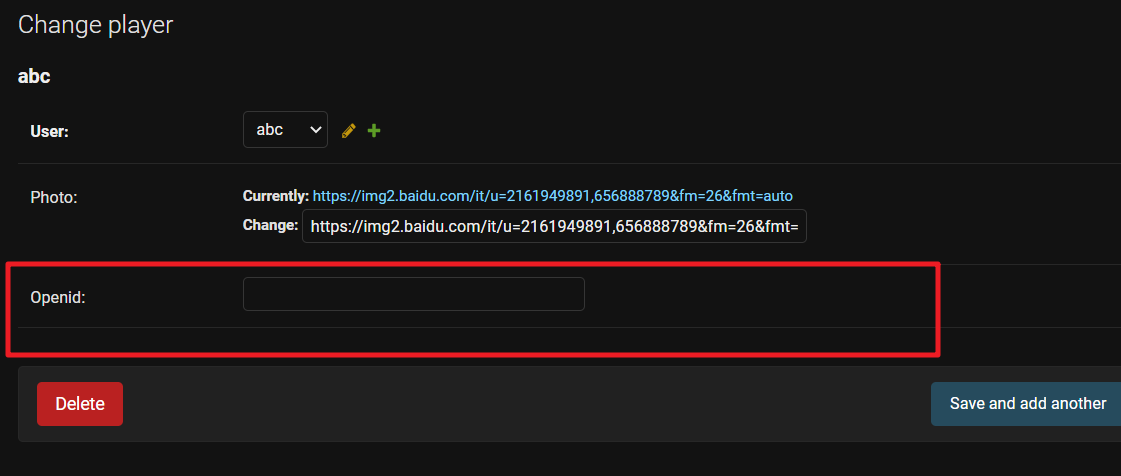 Change player
abc
User:
abc
Photo:
Currently: https://img2.baidu.com/it/u=2161949891,656888789&fm=26&fmt=auto
Change: https://img2.baidu.com/it/u=2161949891,656888789&fm=26&fmt=
Openid:
Delete
Save and add another